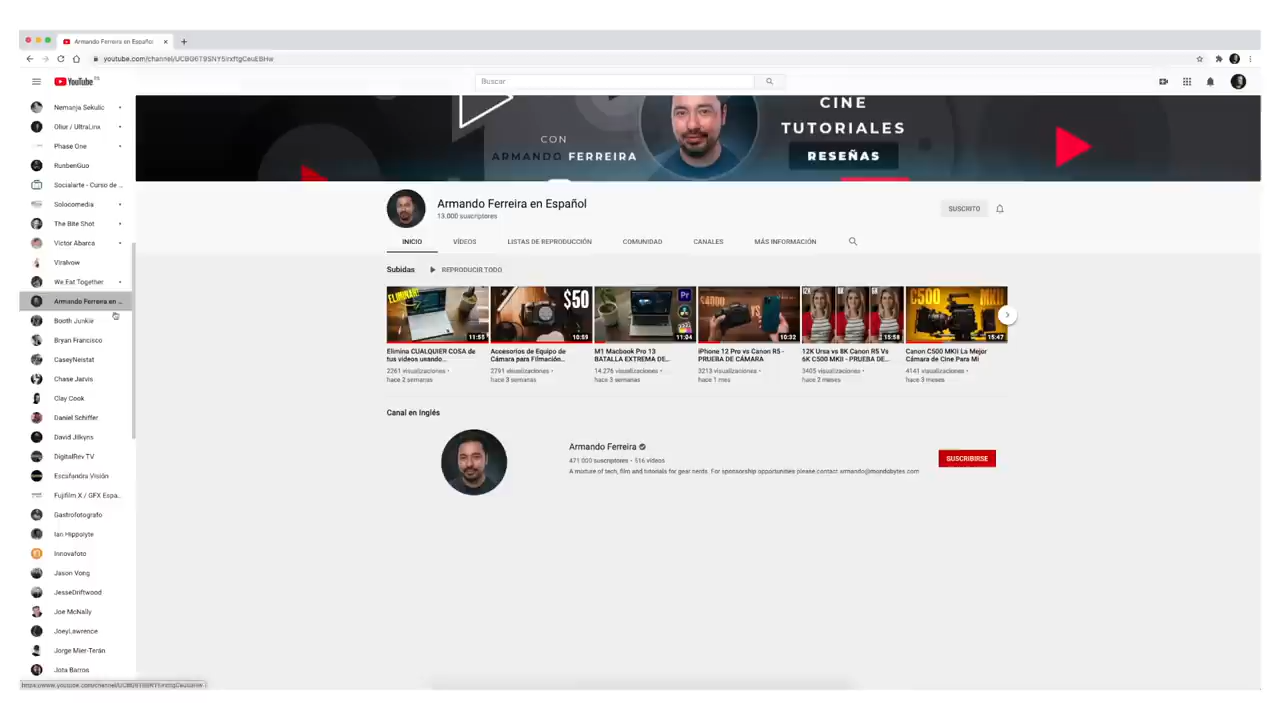 Armando Ferreira en Español
youtube.com/channel/
YouTube ES
Buscar
Nemanja Sekulic
Oliur / UltraLinx
Phase One
RunbenGuo
Socialarte - Curso de ...
Solocomedia
The Bite Shot
Victor Abarca
Viralvow
We Eat Together
Armando Ferreira en ...
Booth Junkie
Bryan Francisco
CaseyNeistat
Chase Jarvis
Clay Cook
Daniel Schiffer
David Jilkyns
DigitalRev TV
Escafandra Visión
Fujifilm X / GFX Espa...
Gastrofotografo
Ian Hippolyte
Innovafoto
Jason Vong
JesseDriftwood
Joe McNally
JoeyLawrence
Jorge Mier-Terán
Jota Barros
CON
ARMANDO FERREIRA
CINE
TUTORIALES
RESEÑAS
Armando Ferreira en Español
13.000 suscriptores
SUSCRITO
INICIO VÍDEOS LISTAS DE REPRODUCCIÓN COMUNIDAD CANALES MÁS INFORMACIÓN
Subidas REPRODUCIR TODO
ELIMINAR!
11:55
Elimina CUALQUIER COSA de
tus vídeos usando...
2261 visualizaciones •
hace 2 semanas
$50
10:59
Accesorios de Equipo de
Cámara para Filmación...
2791 visualizaciones •
hace 3 semanas
Pr
11:04
M1 Macbook Pro 13
BATALLA EXTREMA DE...
14.276 visualizaciones •
hace 3 semanas
$4000
10:32
iPhone 12 Pro vs Canon R5 -
PRUEBA DE CÁMARA
3213 visualizaciones •
hace 1 mes
12K 8K 6K
15:58
12K Ursa vs 8K Canon R5 Vs
6K C500 MKII - PRUEBA DE...
3405 visualizaciones •
hace 2 meses
C500 MKII
15:47
Canon C500 MKII La Mejor
Cámara de Cine Para Mi
4141 visualizaciones •
hace 3 meses
Canal en Inglés
Armando Ferreira
471 000 suscriptores • 516 vídeos
A mixture of tech, film and tutorials for gear nerds. For sponsorship opportunities please contact armando@mondobytes.com
SUSCRIBIRSE